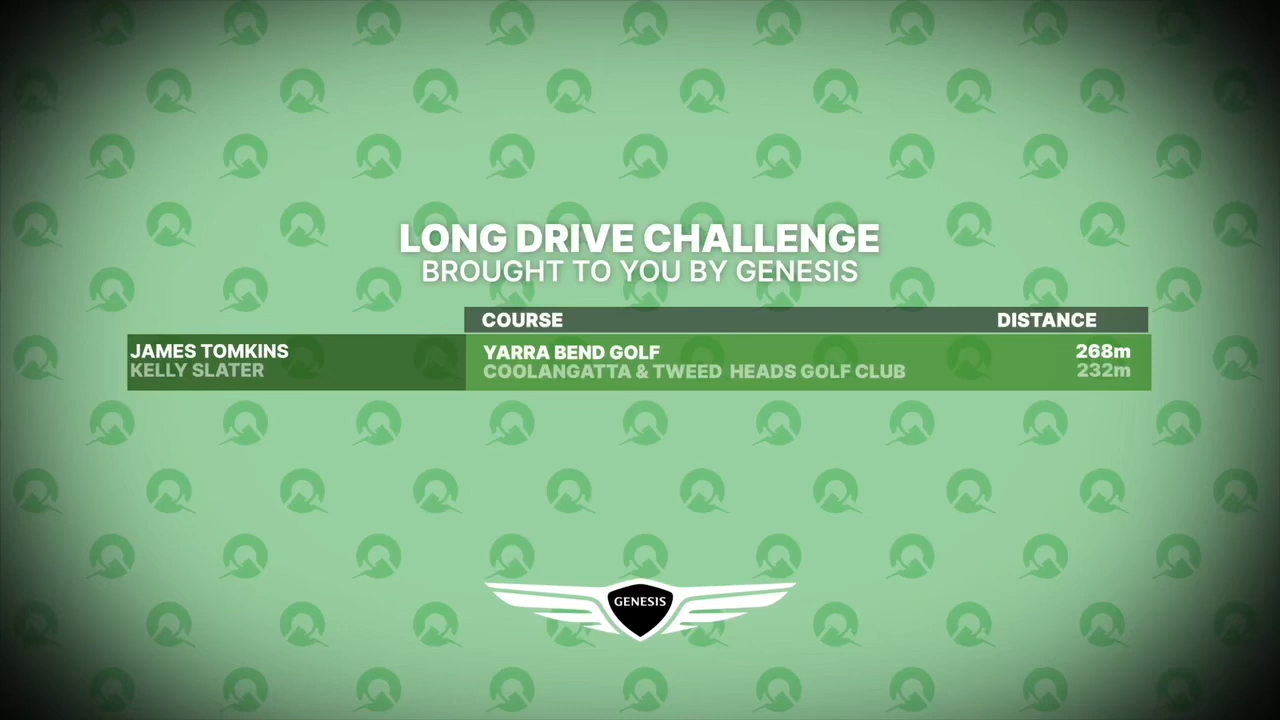 LONG DRIVE CHALLENGE
BROUGHT TO YOU BY GENESIS
COURSE DISTANCE
JAMES TOMKINS YARRA BEND GOLF 268m
KELLY SLATER COOLANGATTA & TWEED HEADS GOLF CLUB 232m
GENESIS